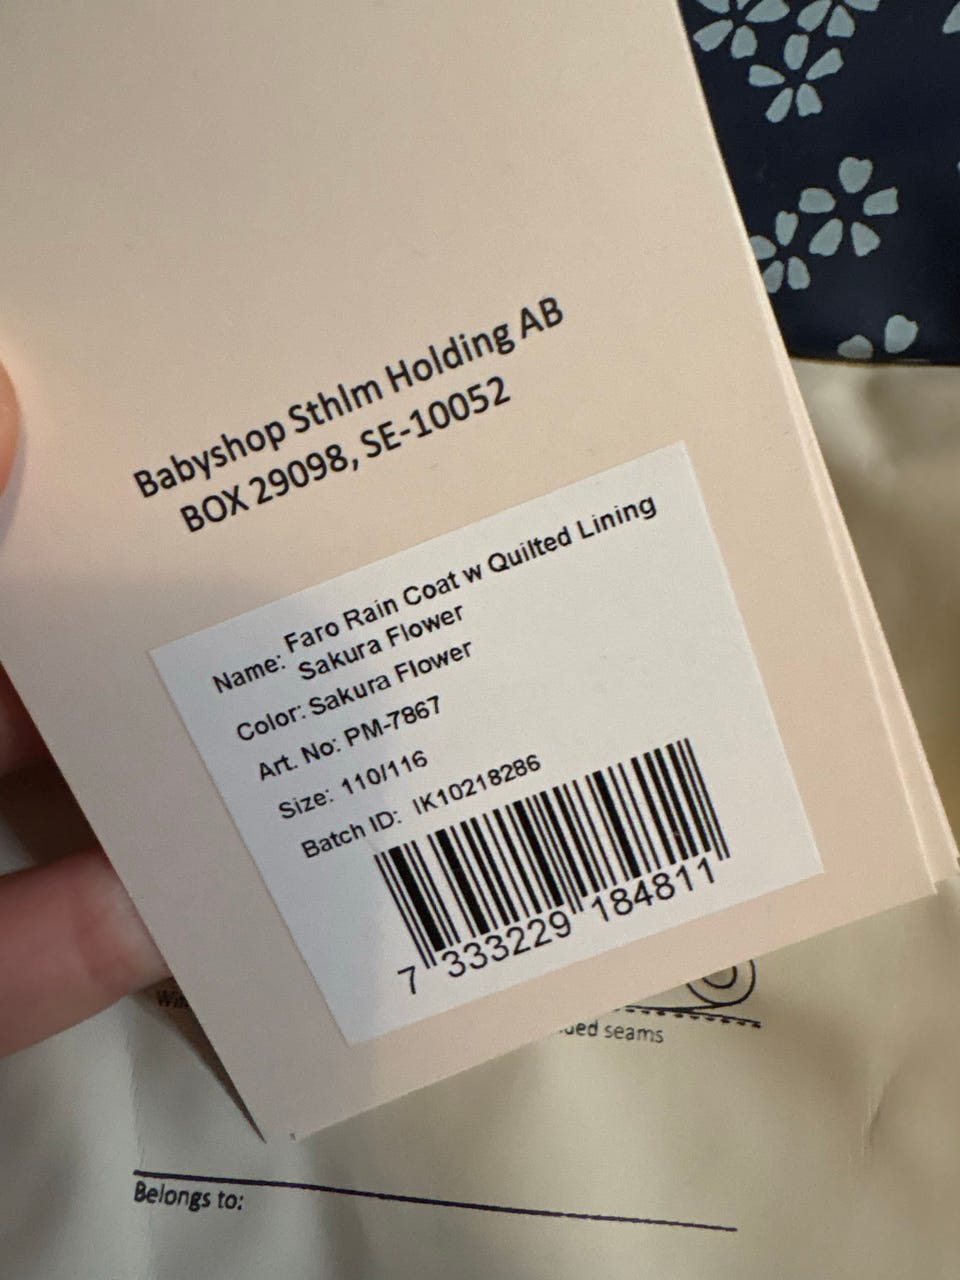 Babyshop Sthlm Holding AB
BOX 29098, SE-10052
Name: Faro Rain Coat w Quilted Lining
Sakura Flower
Color: Sakura Flower
Art. No: PM-7867
Size: 110/116
Batch ID: IK10218286
7 333229 184811
seams
Belongs to: